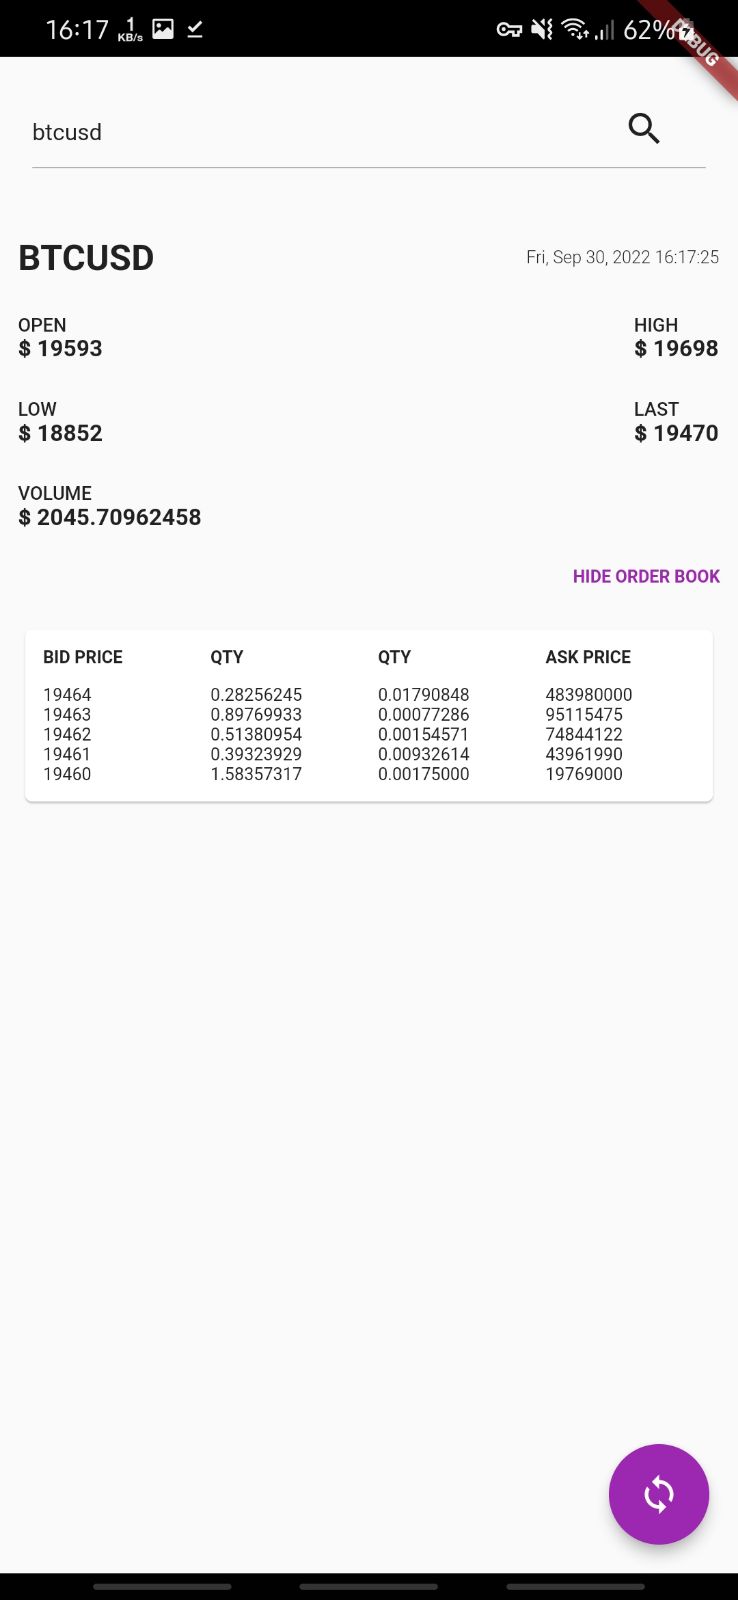 16:17 1 KB/s 62% DEBUG
btcusd
BTCUSD Fri, Sep 30, 2022 16:17:25
OPEN HIGH
$ 19593 $ 19698
LOW LAST
$ 18852 $ 19470
VOLUME
$ 2045.70962458
HIDE ORDER BOOK
BID PRICE QTY QTY ASK PRICE
19464 0.28256245 0.01790848 483980000
19463 0.89769933 0.00077286 95115475
19462 0.51380954 0.00154571 74844122
19461 0.39323929 0.00932614 43961990
19460 1.58357317 0.00175000 19769000